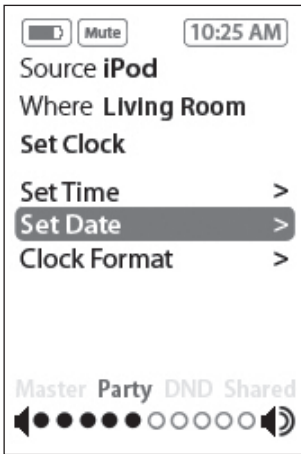 Mute 10:25 AM
Source iPod
Where Living Room
Set Clock
Set Time >
Set Date >
Clock Format >
Master Party DND Shared